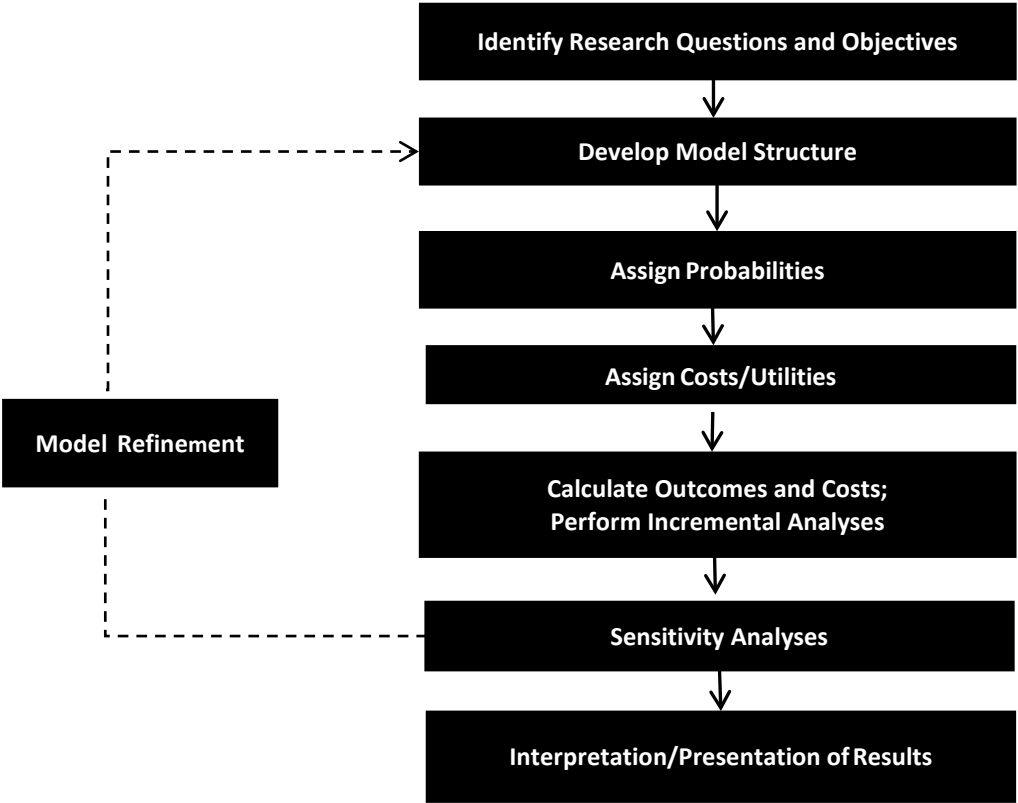 Identify Research Questions and Objectives
Develop Model Structure
Assign Probabilities
Assign Costs/Utilities
Model Refinement
Calculate Outcomes and Costs;
Perform Incremental Analyses
Sensitivity Analyses
Interpretation/Presentation of Results